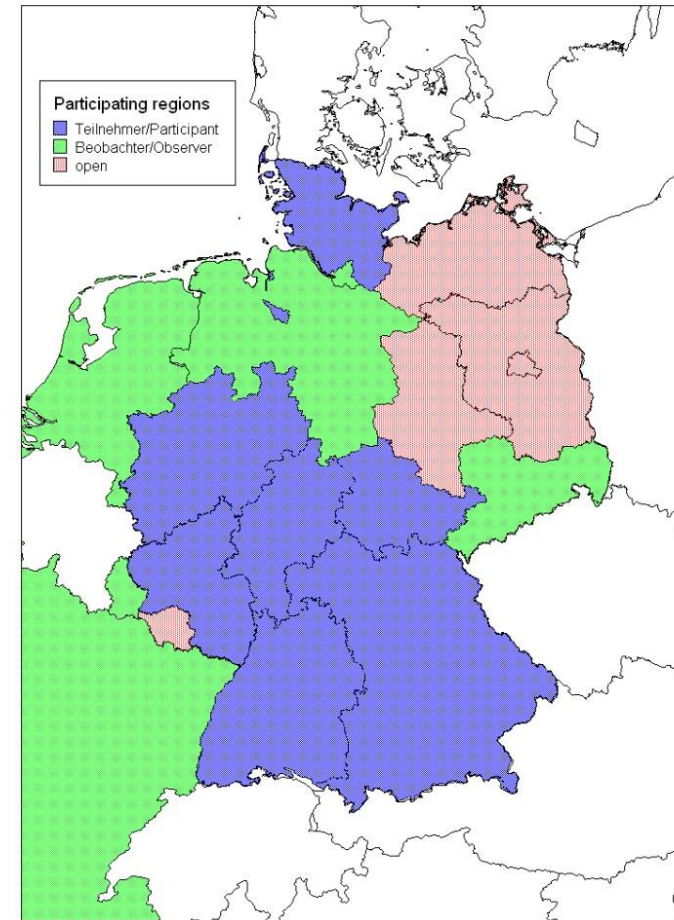 Participating regions
Teilnehmer/Participant
Beobachter/Observer
open